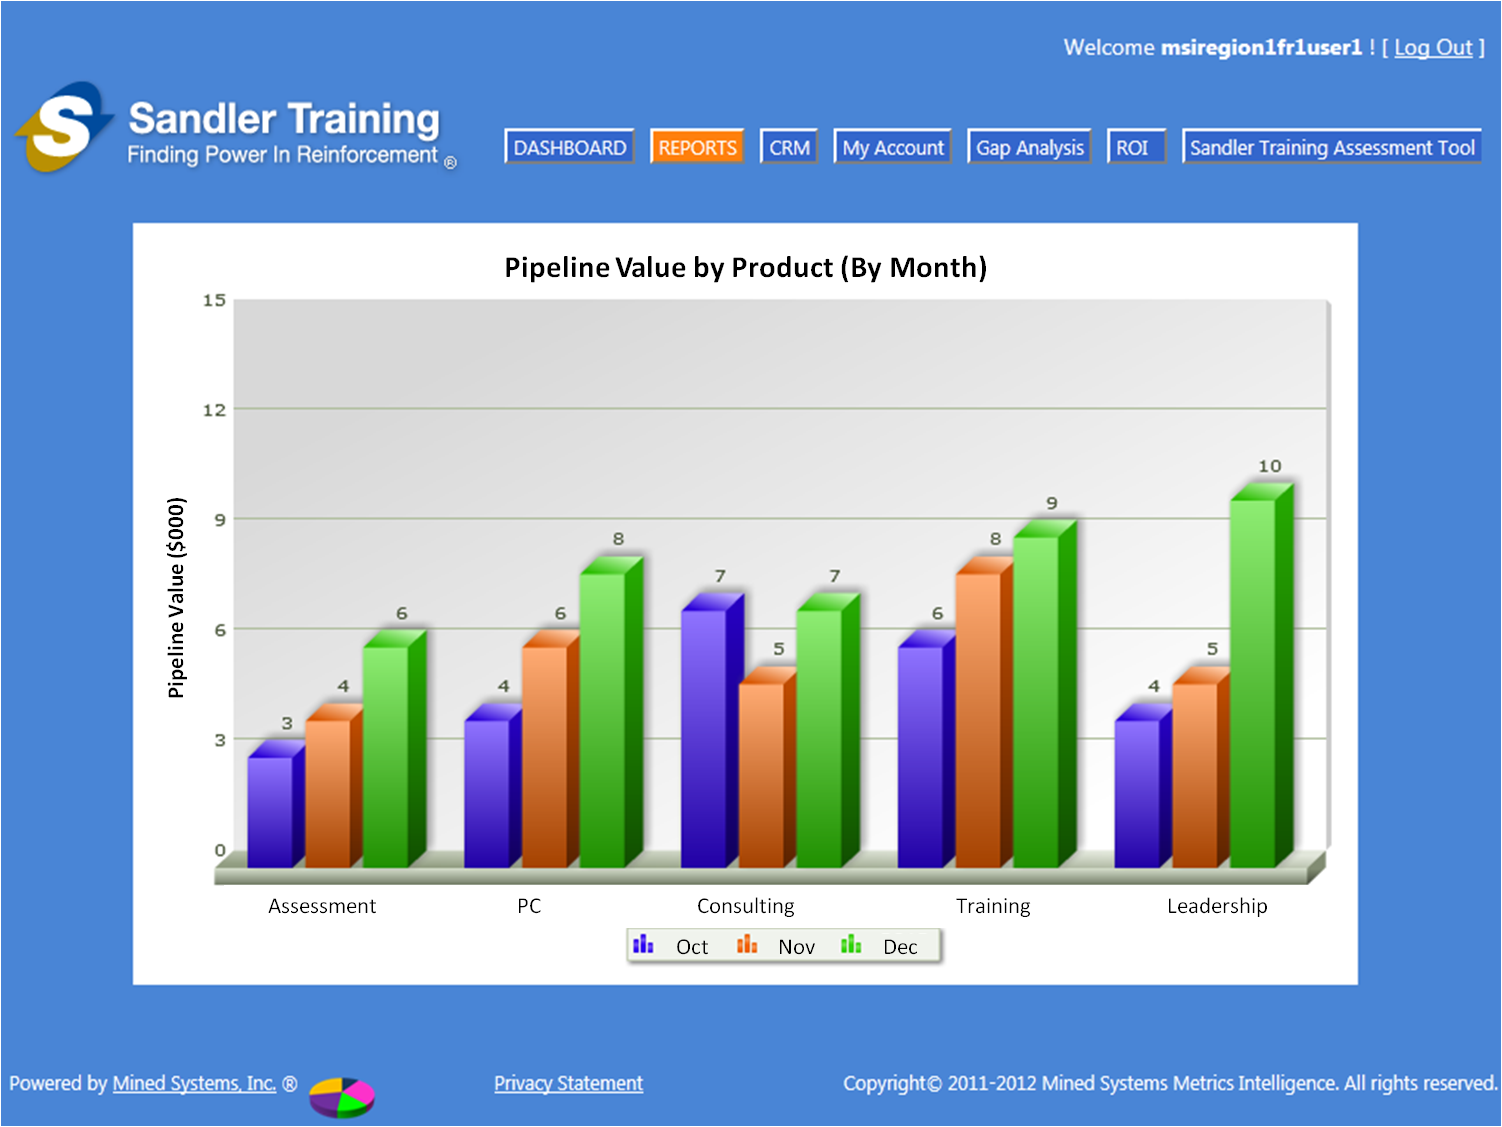 Welcome msiregion1fr1user1 ! [ Log Out ]
Sandler Training
Finding Power In Reinforcement ®
DASHBOARD REPORTS CRM My Account Gap Analysis ROI Sandler Training Assessment Tool
Pipeline Value by Product (By Month)
Pipeline Value ($000)
15
12
9
6
3
0
3 4 6
4 6 8
7 5 7
6 8 9
4 5 10
Assessment PC Consulting Training Leadership
Oct Nov Dec
Powered by Mined Systems, Inc. ® Privacy Statement Copyright© 2011-2012 Mined Systems Metrics Intelligence. All rights reserved.